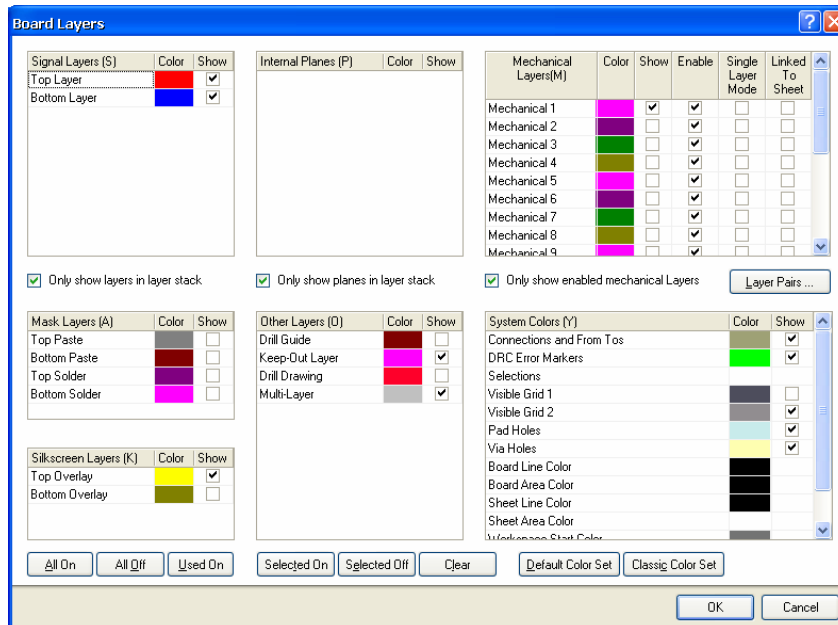 Board Layers
Signal Layers (S) Color Show
Top Layer
Bottom Layer
Only show layers in layer stack
Internal Planes (P) Color Show
Only show planes in layer stack
Mechanical Layers(M) Color Show Enable Single Layer Mode Linked To Sheet
Mechanical 1
Mechanical 2
Mechanical 3
Mechanical 4
Mechanical 5
Mechanical 6
Mechanical 7
Mechanical 8
Mechanical 9
Only show enabled mechanical Layers
Layer Pairs ...
Mask Layers (A) Color Show
Top Paste
Bottom Paste
Top Solder
Bottom Solder
Silkscreen Layers (K) Color Show
Top Overlay
Bottom Overlay
Other Layers (O) Color Show
Drill Guide
Keep-Out Layer
Drill Drawing
Multi-Layer
System Colors (Y) Color Show
Connections and From Tos
DRC Error Markers
Selections
Visible Grid 1
Visible Grid 2
Pad Holes
Via Holes
Board Line Color
Board Area Color
Sheet Line Color
Sheet Area Color
Workspace Start Color
All On All Off Used On Selected On Selected Off Clear Default Color Set Classic Color Set
OK Cancel